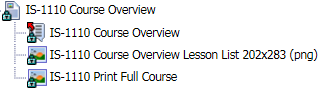 IS-1110 Course Overview
IS-1110 Course Overview
IS-1110 Course Overview Lesson List 202x283 (png)
IS-1110 Print Full Course